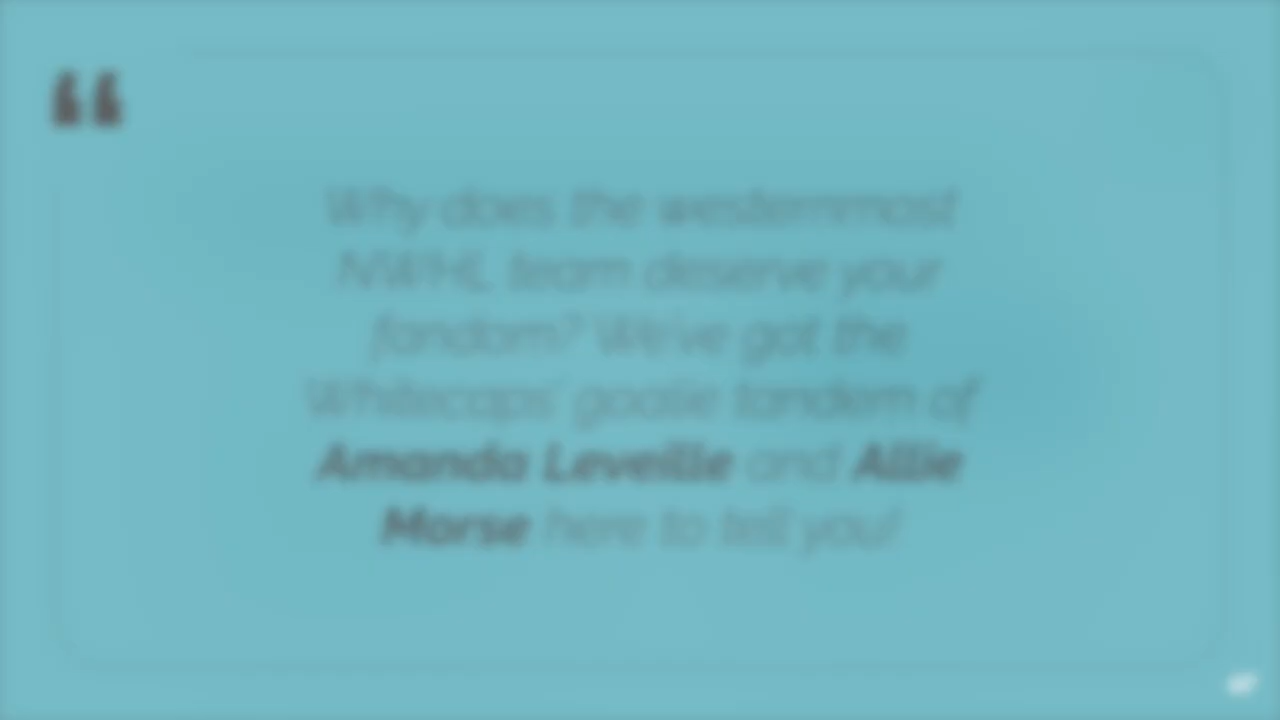 “
Why does the westernmost
NWHL team deserve your
fandom? We've got the
Whitecaps' goalie tandem of
Amanda Leveille and Allie
Morse here to tell you!